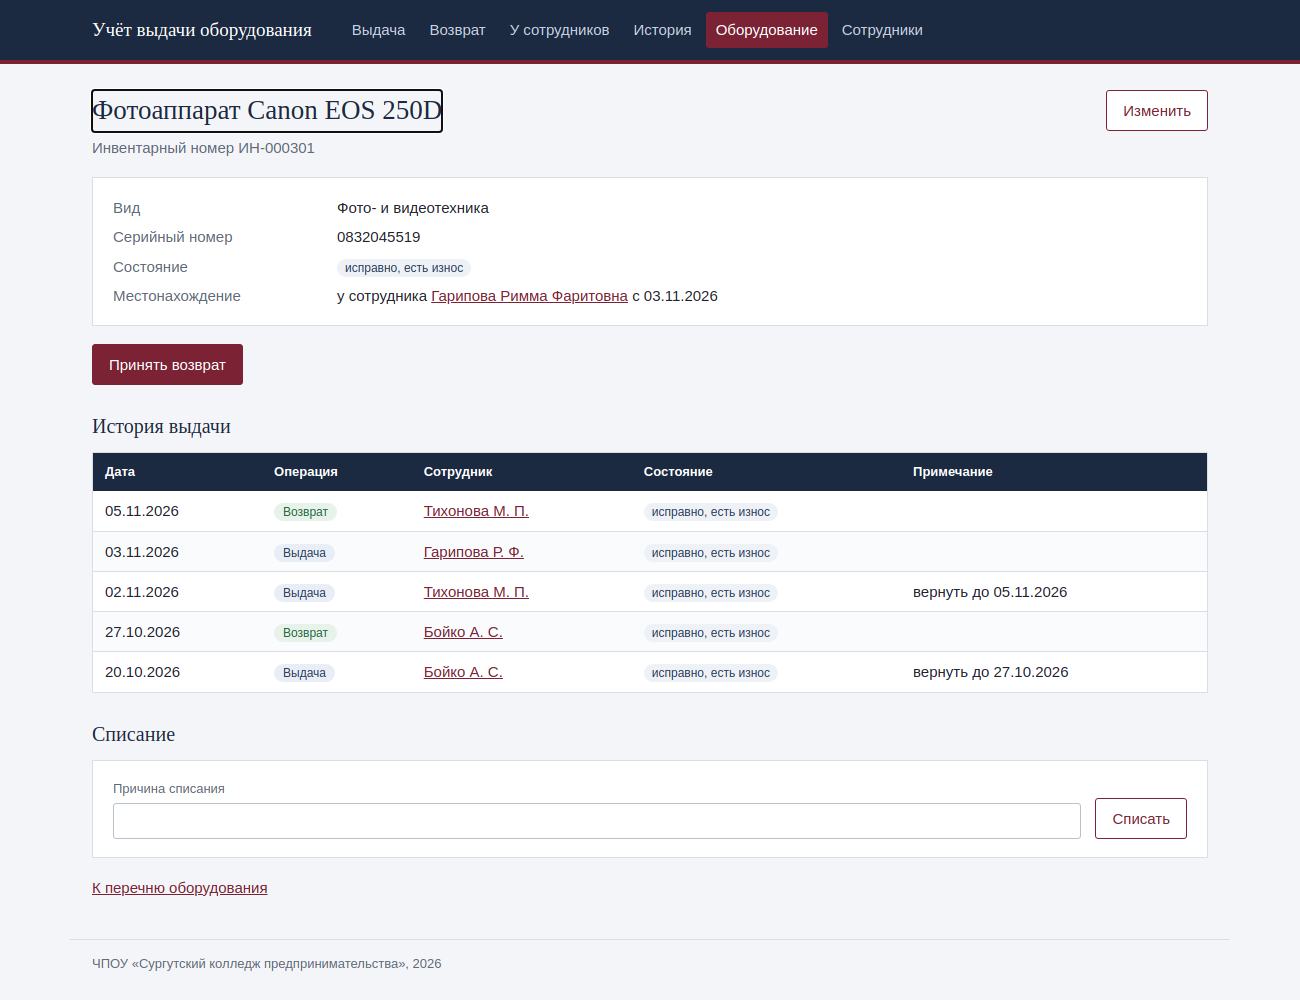 Учёт выдачи оборудования Выдача Возврат У сотрудников История Оборудование Сотрудники
Фотоаппарат Canon EOS 250D Изменить
Инвентарный номер ИН-000301
Вид Фото- и видеотехника
Серийный номер 0832045519
Состояние исправно, есть износ
Местонахождение у сотрудника Гарипова Римма Фаритовна с 03.11.2026
Принять возврат
История выдачи
Дата Операция Сотрудник Состояние Примечание
05.11.2026 Возврат Тихонова М. П. исправно, есть износ
03.11.2026 Выдача Гарипова Р. Ф. исправно, есть износ
02.11.2026 Выдача Тихонова М. П. исправно, есть износ вернуть до 05.11.2026
27.10.2026 Возврат Бойко А. С. исправно, есть износ
20.10.2026 Выдача Бойко А. С. исправно, есть износ вернуть до 27.10.2026
Списание
Причина списания
Списать
К перечню оборудования
ЧПОУ «Сургутский колледж предпринимательства», 2026